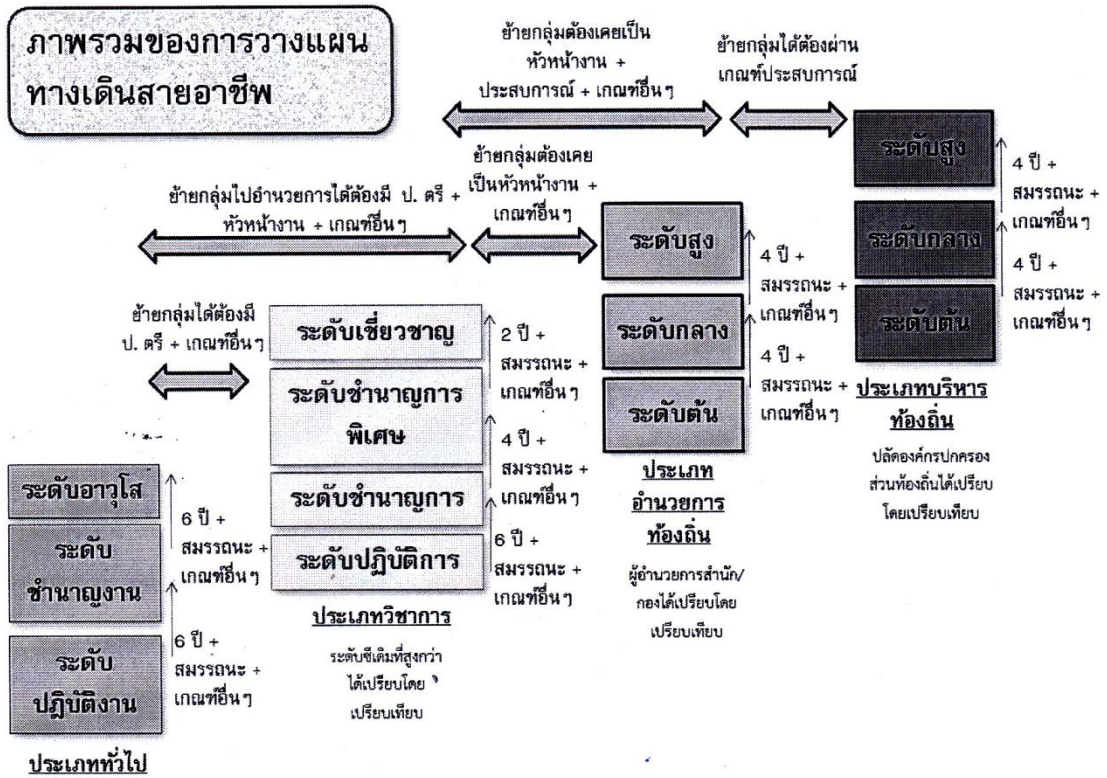 ภาพรวมของการวางแผน
ทางเดินสายอาชีพ
ย้ายกลุ่มต้องเคยเป็น
หัวหน้างาน +
ประสบการณ์ + เกณฑ์อื่นๆ
ย้ายกลุ่มได้ต้องผ่าน
เกณฑ์ประสบการณ์
ย้ายกลุ่มไปอำนวยการได้ต้องมี ป. ตรี +
หัวหน้างาน + เกณฑ์อื่นๆ
ย้ายกลุ่มต้องเคย
เป็นหัวหน้างาน +
เกณฑ์อื่นๆ
ย้ายกลุ่มได้ต้องมี
ป. ตรี + เกณฑ์อื่นๆ
ระดับอาวุโส
ระดับ
ชำนาญงาน
ระดับ
ปฏิบัติงาน
6 ปี +
สมรรถนะ +
เกณฑ์อื่นๆ
6 ปี +
สมรรถนะ +
เกณฑ์อื่นๆ
ประเภททั่วไป
ระดับเชี่ยวชาญ
ระดับชำนาญการ
พิเศษ
ระดับชำนาญการ
ระดับปฏิบัติการ
2 ปี +
สมรรถนะ +
เกณฑ์อื่นๆ
4 ปี +
สมรรถนะ +
เกณฑ์อื่นๆ
6 ปี +
สมรรถนะ +
เกณฑ์อื่นๆ
ประเภทวิชาการ
ระดับซีเดิมที่สูงกว่า
ได้เปรียบโดย
เปรียบเทียบ
ระดับสูง
ระดับกลาง
ระดับต้น
4 ปี +
สมรรถนะ +
เกณฑ์อื่นๆ
4 ปี +
สมรรถนะ +
เกณฑ์อื่นๆ
ประเภท
อำนวยการ
ท้องถิ่น
ผู้อำนวยการสำนัก/
กองได้เปรียบโดย
เปรียบเทียบ
ระดับสูง
ระดับกลาง
ระดับต้น
4 ปี +
สมรรถนะ +
เกณฑ์อื่นๆ
4 ปี +
สมรรถนะ +
เกณฑ์อื่นๆ
ประเภทบริหาร
ท้องถิ่น
ปลัดองค์กรปกครอง
ส่วนท้องถิ่นได้เปรียบ
โดยเปรียบเทียบ